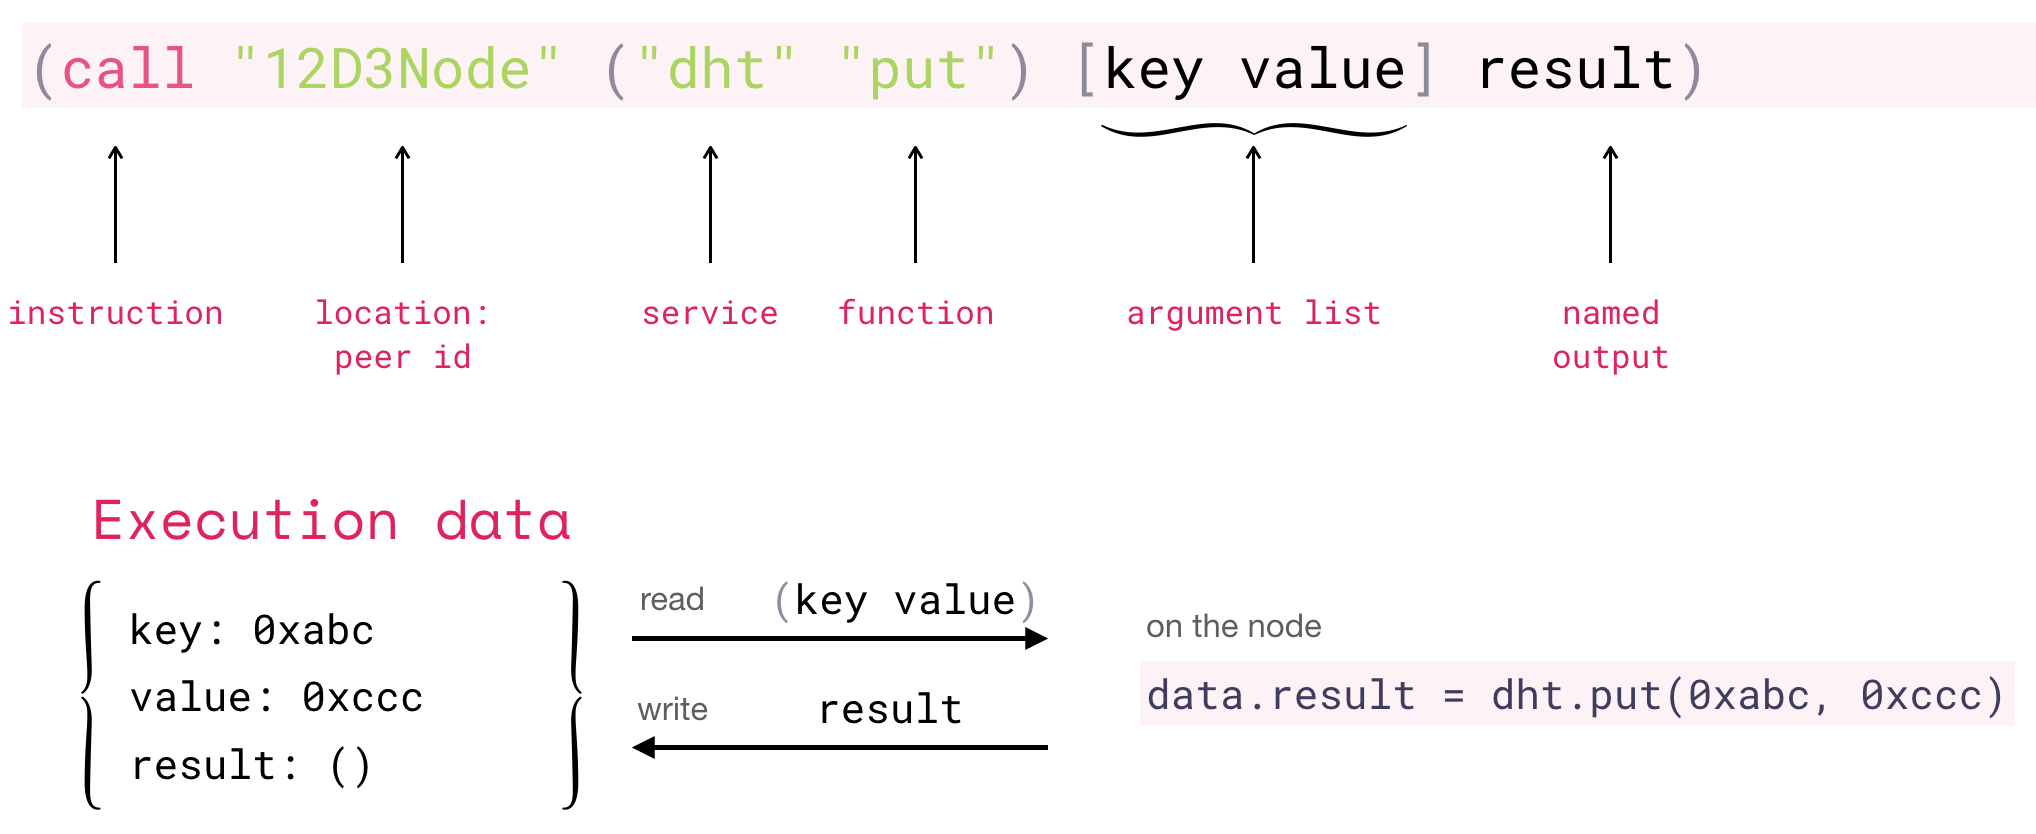 (call "12D3Node" ("dht" "put") [key value] result)
instruction
location:
peer id
service
function
argument list
named
output
Execution data
key: 0xabc
value: 0xccc
result: ()
read (key value)
write result
on the node
data.result = dht.put(0xabc, 0xccc)